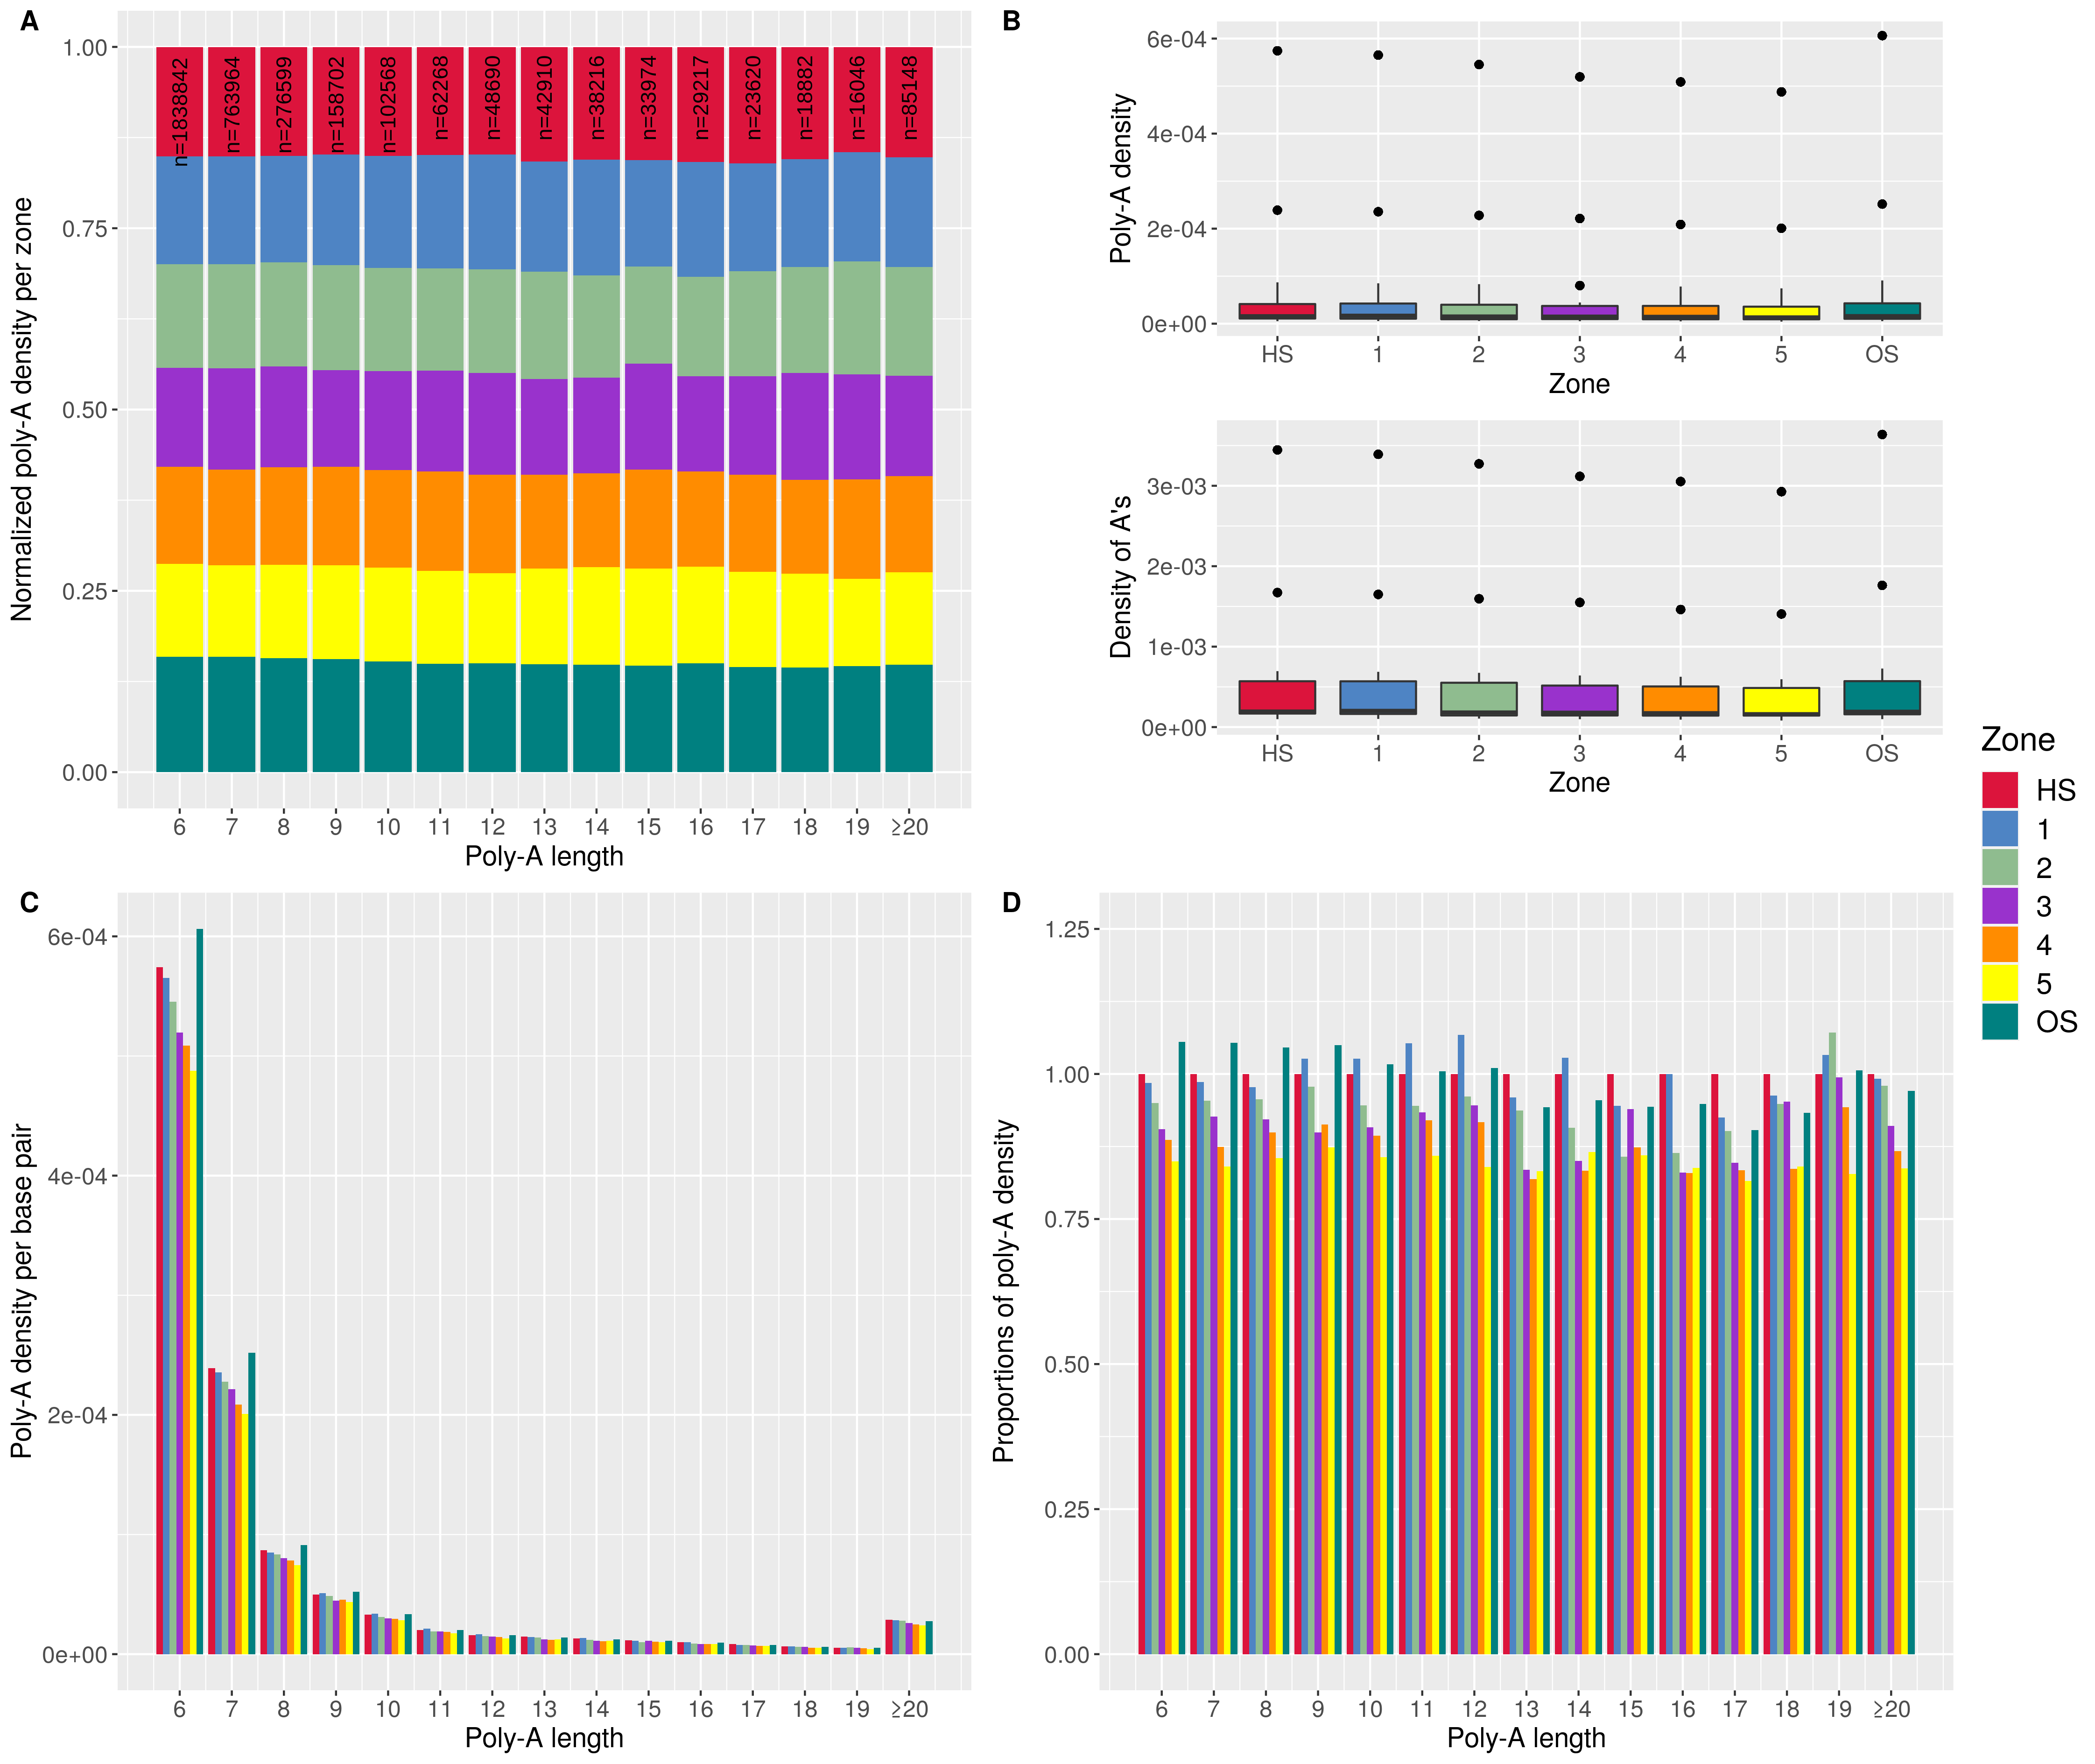 A
Normalized poly-A density per zone
1.00
0.75
0.50
0.25
0.00
n=1838842
n=763964
n=276599
n=158702
n=102568
n=62268
n=48690
n=42910
n=38216
n=33974
n=29217
n=23620
n=18882
n=16046
n=85148
6 7 8 9 10 11 12 13 14 15 16 17 18 19 ≥20
Poly-A length
B
Poly-A density
6e-04
4e-04
2e-04
0e+00
HS 1 2 3 4 5 OS
Zone
Density of A's
3e-03
2e-03
1e-03
0e+00
HS 1 2 3 4 5 OS
Zone
C
Poly-A density per base pair
6e-04
4e-04
2e-04
0e+00
6 7 8 9 10 11 12 13 14 15 16 17 18 19 ≥20
Poly-A length
D
Proportions of poly-A density
1.25
1.00
0.75
0.50
0.25
0.00
6 7 8 9 10 11 12 13 14 15 16 17 18 19 ≥20
Poly-A length
Zone
HS
1
2
3
4
5
OS